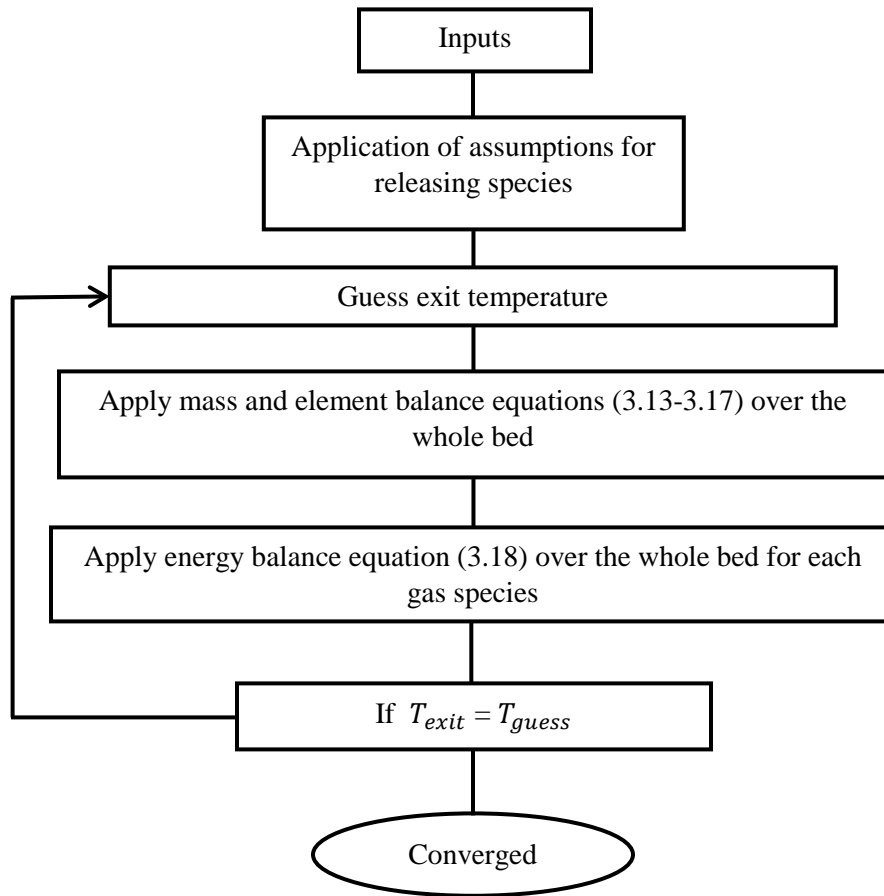 Inputs
Application of assumptions for
releasing species
Guess exit temperature
Apply mass and element balance equations (3.13-3.17) over the
whole bed
Apply energy balance equation (3.18) over the whole bed for each
gas species
If T_exit = T_guess
Converged